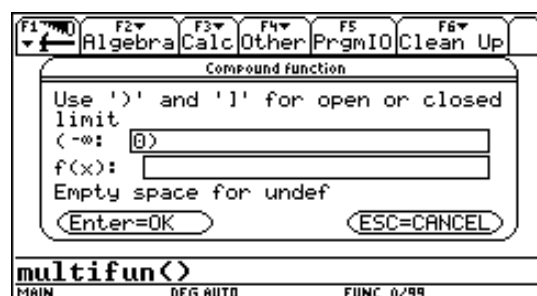 F1 F2 Algebra F3 Calc F4 Other F5 PrgmIO F6 Clean Up
Compound function
Use ')' and ']' for open or closed
limit
(-∞: 0)
f(x):
Empty space for undef
Enter=OK ESC=CANCEL
multifun()
MAIN DEG AUTO FUNC 0/99